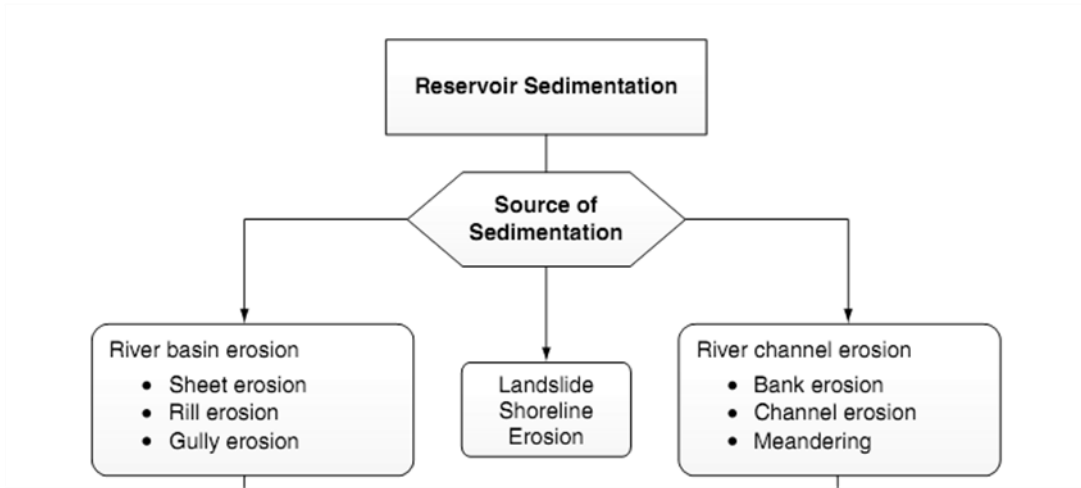 Reservoir Sedimentation
Source of
Sedimentation
River basin erosion
• Sheet erosion
• Rill erosion
• Gully erosion
Landslide
Shoreline
Erosion
River channel erosion
• Bank erosion
• Channel erosion
• Meandering